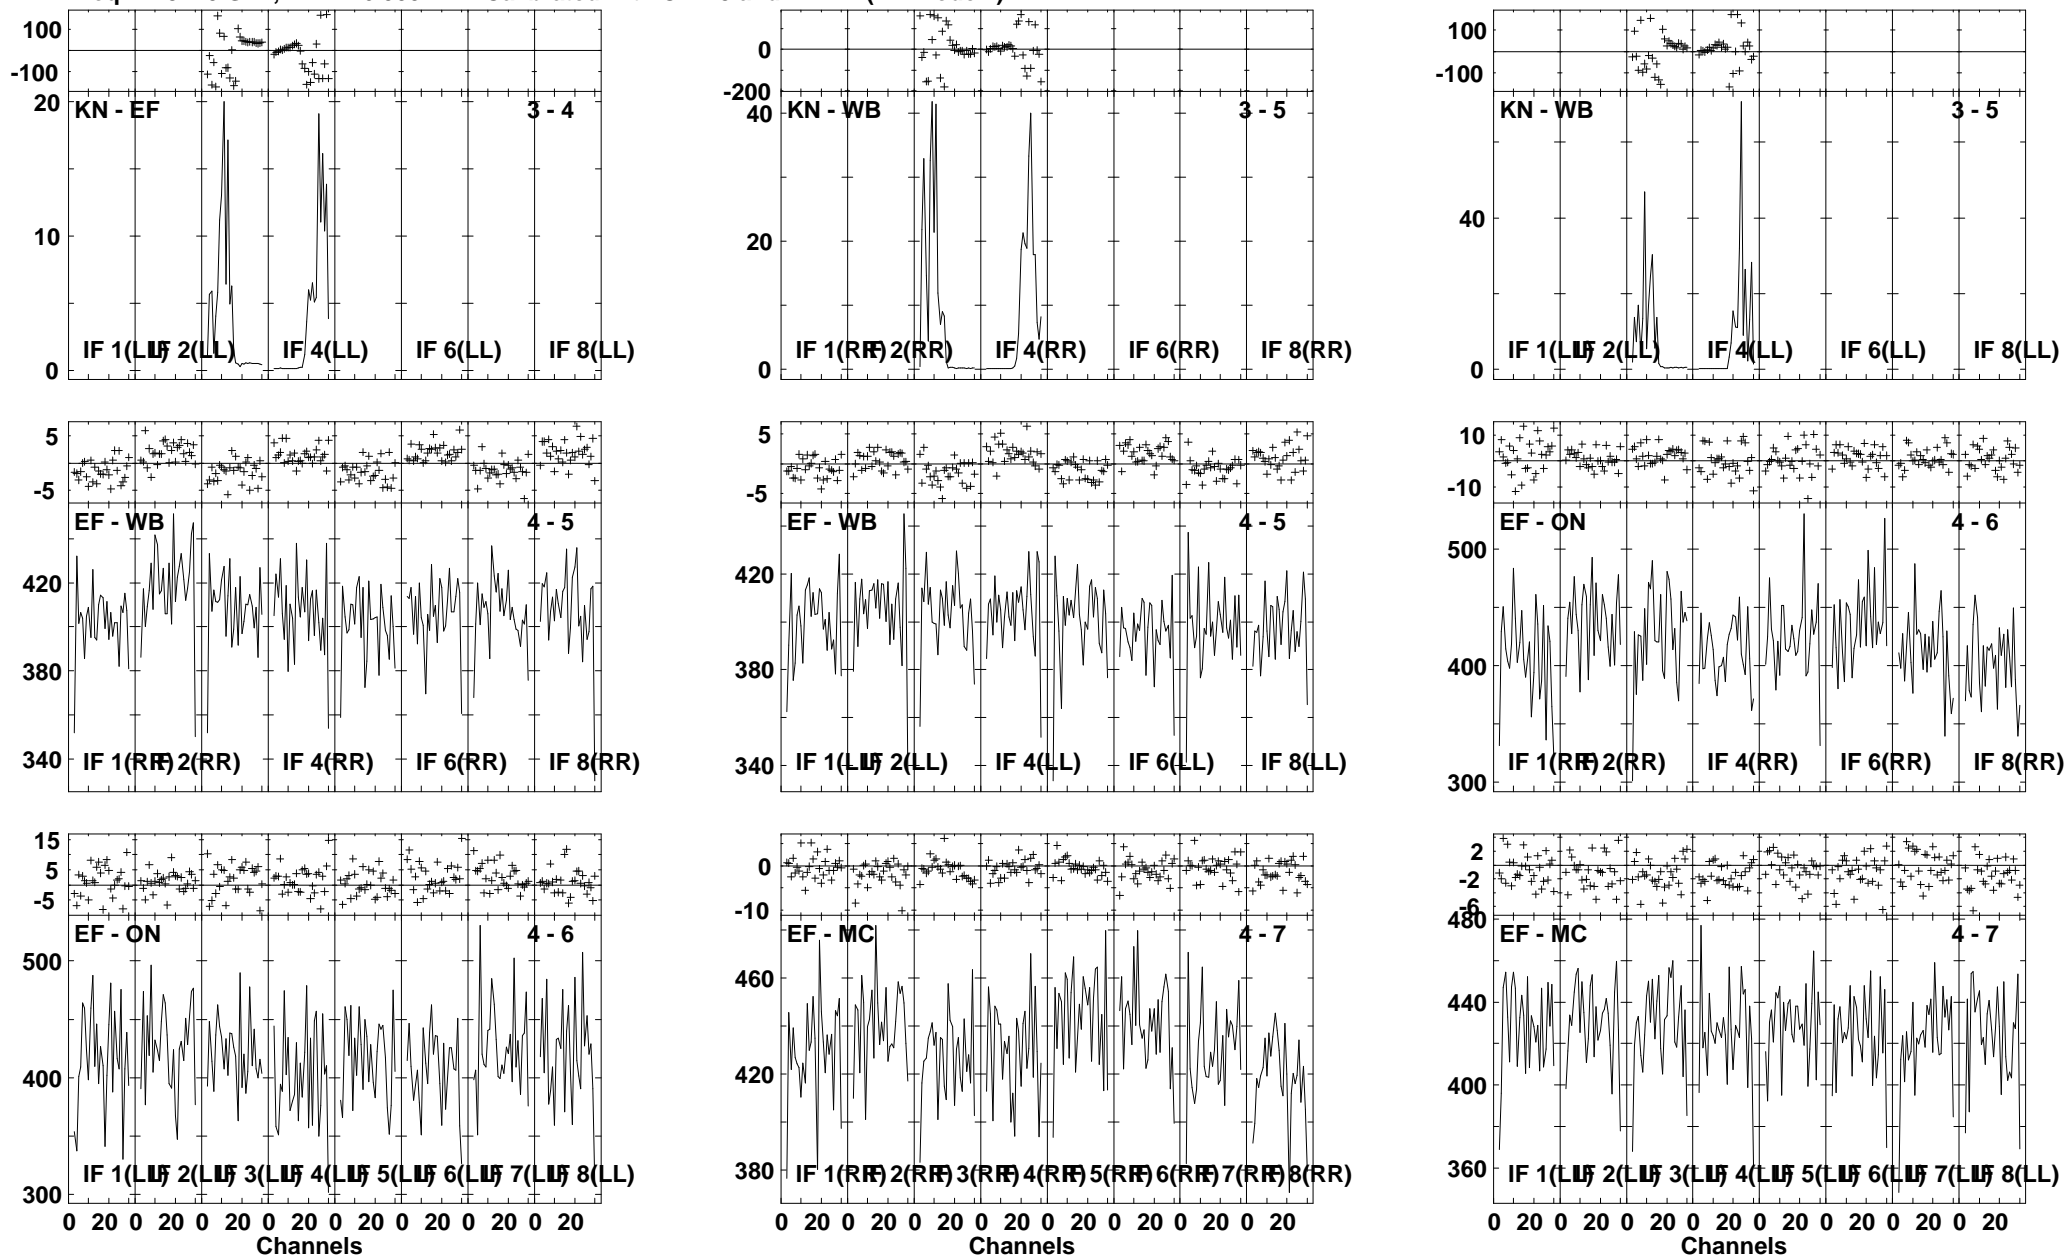 100
-100
20
KN - EF 3 - 4
10
IF 1(LL) IF 2(LL) IF 4(LL) IF 6(LL) IF 8(LL)
0
0
-200
40
KN - WB 3 - 5
20
IF 1(RR) IF 2(RR) IF 4(RR) IF 6(RR) IF 8(RR)
0
100
-100
KN - WB 3 - 5
40
IF 1(LL) IF 2(LL) IF 4(LL) IF 6(LL) IF 8(LL)
0
5
-5
EF - WB 4 - 5
420
380
340 IF 1(RR) IF 2(RR) IF 4(RR) IF 6(RR) IF 8(RR)
5
-5
EF - WB 4 - 5
420
380
340 IF 1(LL) IF 2(LL) IF 4(LL) IF 6(LL) IF 8(LL)
10
-10
EF - ON 4 - 6
500
400
IF 1(RR) IF 2(RR) IF 4(RR) IF 6(RR) IF 8(RR)
300
15
5
-5
EF - ON 4 - 6
500
400
IF 1(LL) IF 2(LL) IF 3(LL) IF 4(LL) IF 5(LL) IF 6(LL) IF 7(LL) IF 8(LL)
300
0 20 0 20 0 20 0 20 0 20 0 20 0 20 0 20
Channels
0
-10
EF - MC 4 - 7
460
420
380 IF 1(RR) IF 2(RR) IF 3(RR) IF 4(RR) IF 5(RR) IF 6(RR) IF 7(RR) IF 8(RR)
0 20 0 20 0 20 0 20 0 20 0 20 0 20 0 20
Channels
2
-2
-6
480
EF - MC 4 - 7
440
400
360 IF 1(LL) IF 2(LL) IF 3(LL) IF 4(LL) IF 5(LL) IF 6(LL) IF 7(LL) IF 8(LL)
0 20 0 20 0 20 0 20 0 20 0 20 0 20 0 20
Channels